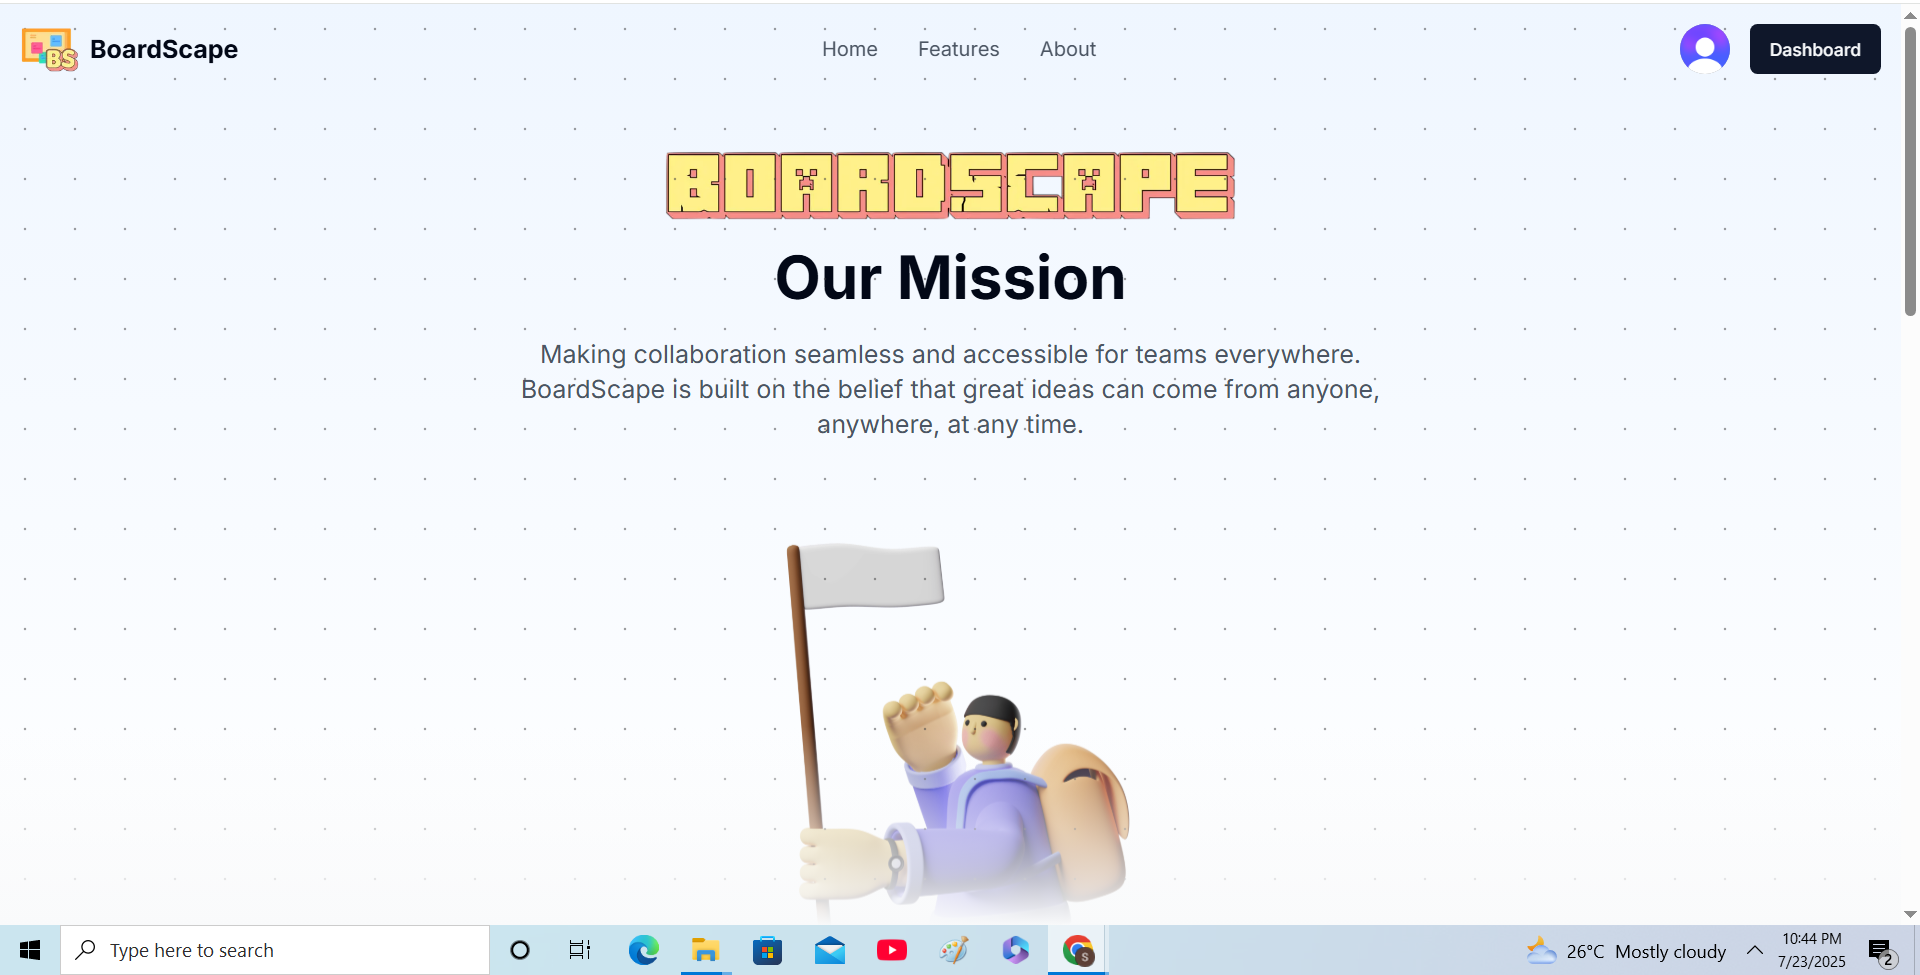 BS
BoardScape
Home
Features
About
Dashboard
BOARDSCAPE
Our Mission
Making collaboration seamless and accessible for teams everywhere.
BoardScape is built on the belief that great ideas can come from anyone,
anywhere, at any time.
Type here to search
S
26°C Mostly cloudy
10:44 PM
7/23/2025
2